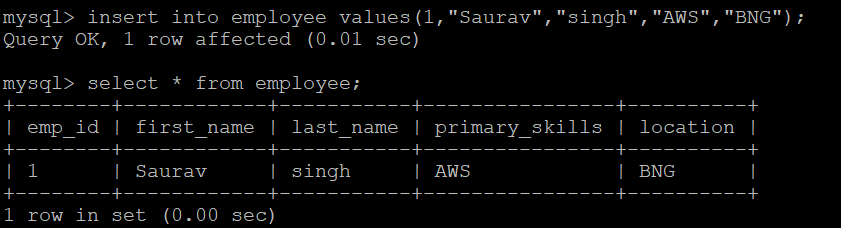 mysql> insert into employee values(1,"Saurav","singh","AWS","BNG");
Query OK, 1 row affected (0.01 sec)
mysql> select * from employee;
+--------+------------+-----------+----------------+----------+
| emp_id | first_name | last_name | primary_skills | location |
+--------+------------+-----------+----------------+----------+
| 1      | Saurav     | singh     | AWS            | BNG      |
+--------+------------+-----------+----------------+----------+
1 row in set (0.00 sec)